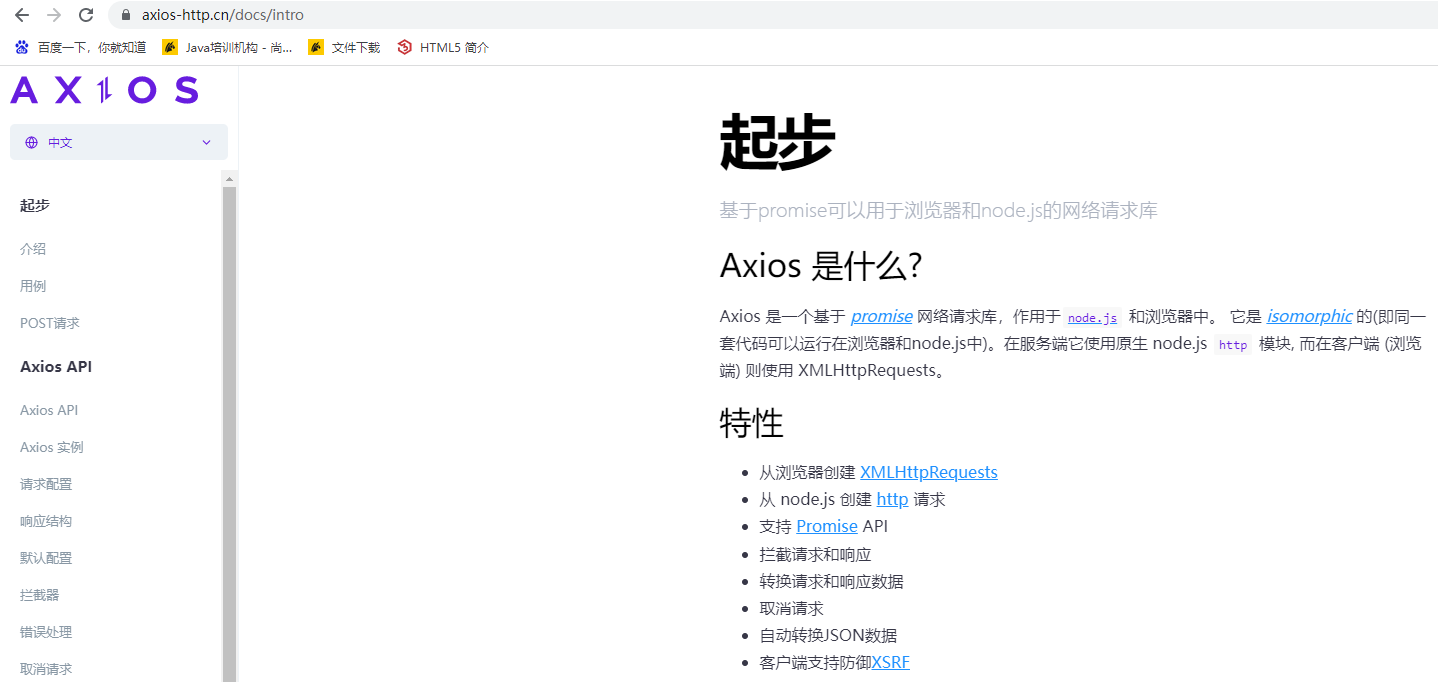 axios-http.cn/docs/intro
百度一下，你就知道 Java培训机构 - 尚... 文件下载 HTML5 简介
AXIOS
中文
起步
介绍
用例
POST请求
Axios API
Axios API
Axios 实例
请求配置
响应结构
默认配置
拦截器
错误处理
取消请求
起步
基于promise可以用于浏览器和node.js的网络请求库
Axios 是什么?
Axios 是一个基于 promise 网络请求库，作用于 node.js 和浏览器中。 它是 isomorphic 的(即同一
套代码可以运行在浏览器和node.js中)。在服务端它使用原生 node.js http 模块, 而在客户端 (浏览
端) 则使用 XMLHttpRequests。
特性
从浏览器创建 XMLHttpRequests
从 node.js 创建 http 请求
支持 Promise API
拦截请求和响应
转换请求和响应数据
取消请求
自动转换JSON数据
客户端支持防御XSRF